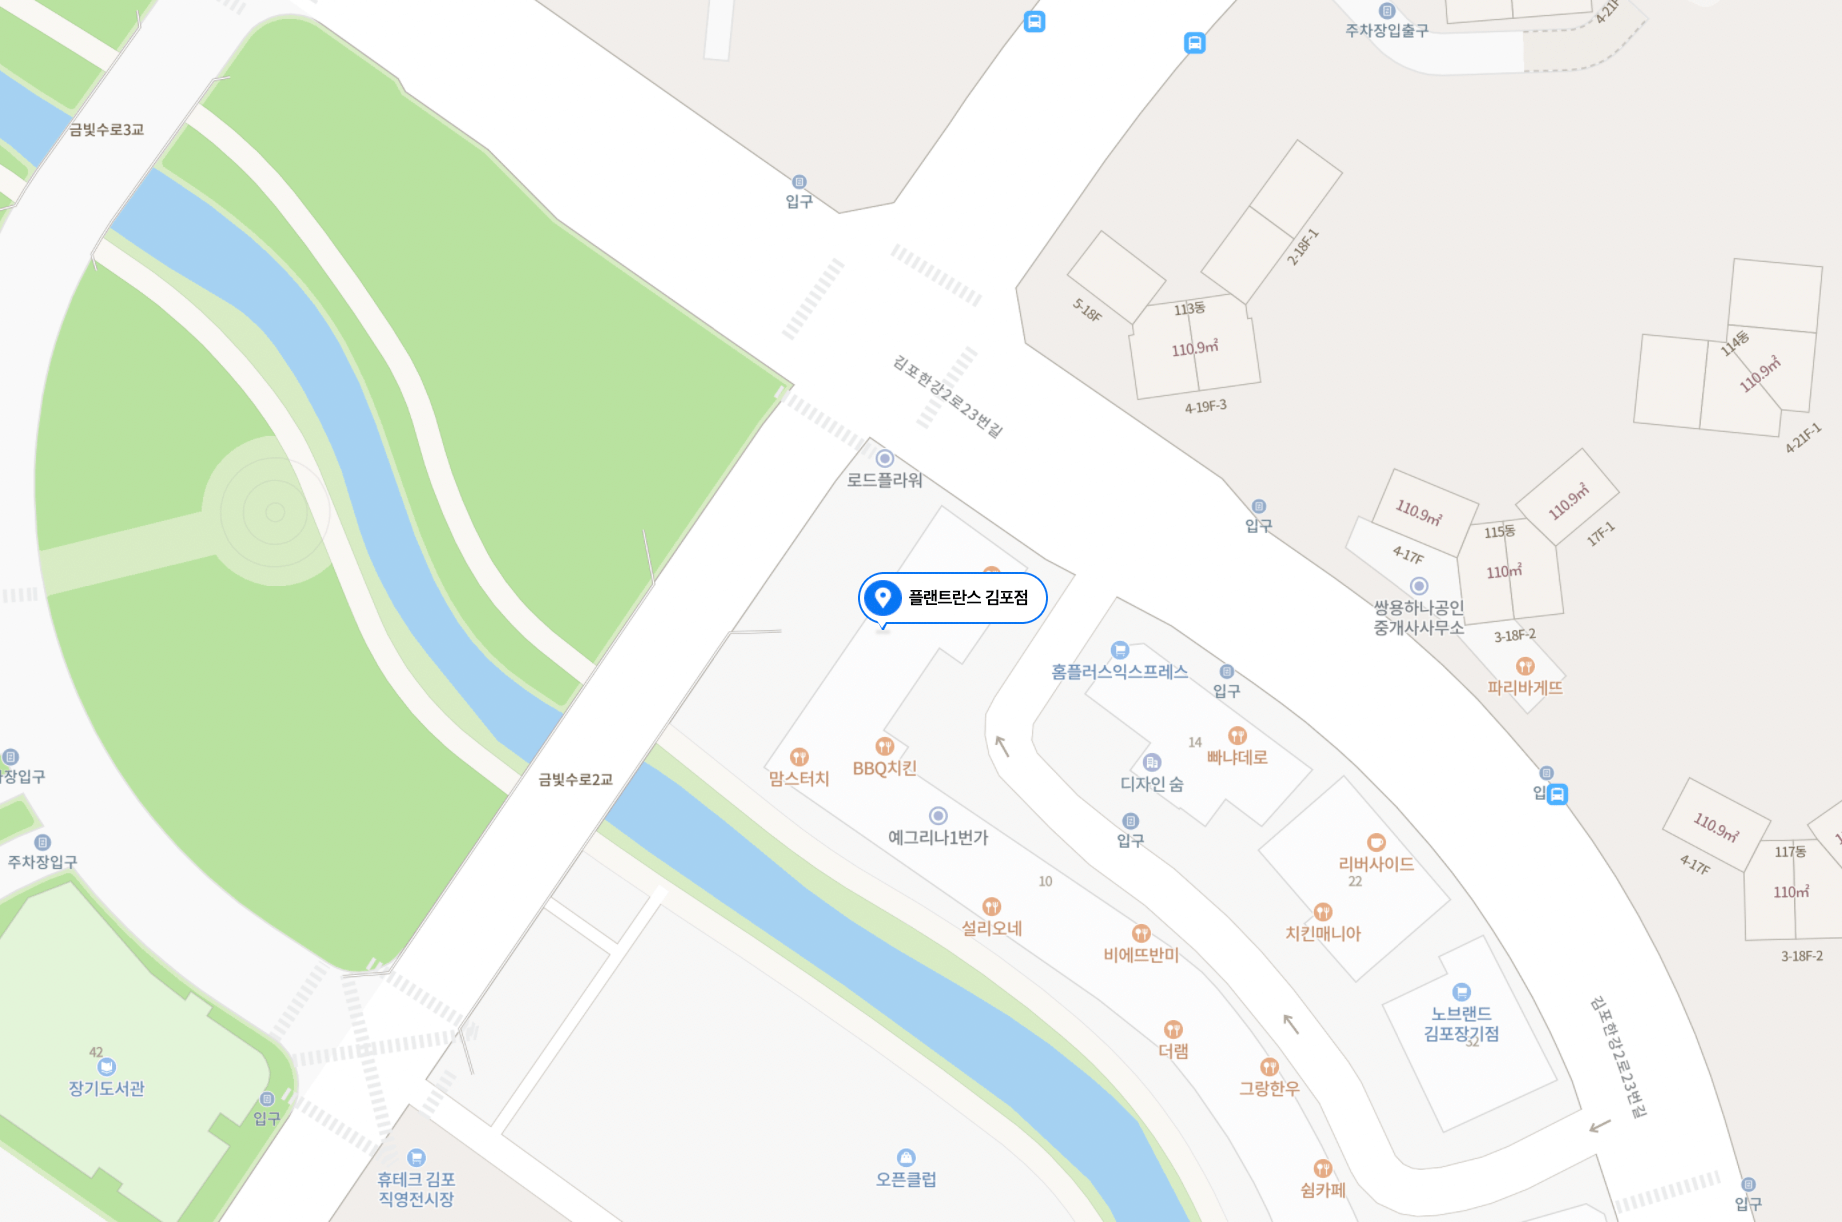 주차장입출구
4-21F
금빛수로3교
입구
2-18F-1
5-18F
113동
110.9㎡
4-19F-3
114동
110.9㎡
4-21F-1
김포한강2로23번길
로드플라워
입구
110.9㎡
110.9㎡
4-17F
115동
17F-1
110㎡
쌍용하나공인
중개사사무소
3-18F-2
플랜트란스 김포점
홈플러스익스프레스
입구
파리바게뜨
14
빠냐데로
맘스터치
BBQ치킨
디자인 숨
금빛수로2교
차장입구
입
예그리나1번가
입구
110.9㎡
4-17F
117동
110㎡
3-18F-2
주차장입구
리버사이드
22
10
설리오네
비에뜨반미
치킨매니아
노브랜드
김포장기점
32
김포한강2로23번길
더램
그랑한우
42
장기도서관
입구
휴테크 김포
직영전시장
오픈클럽
쉼카페
입구